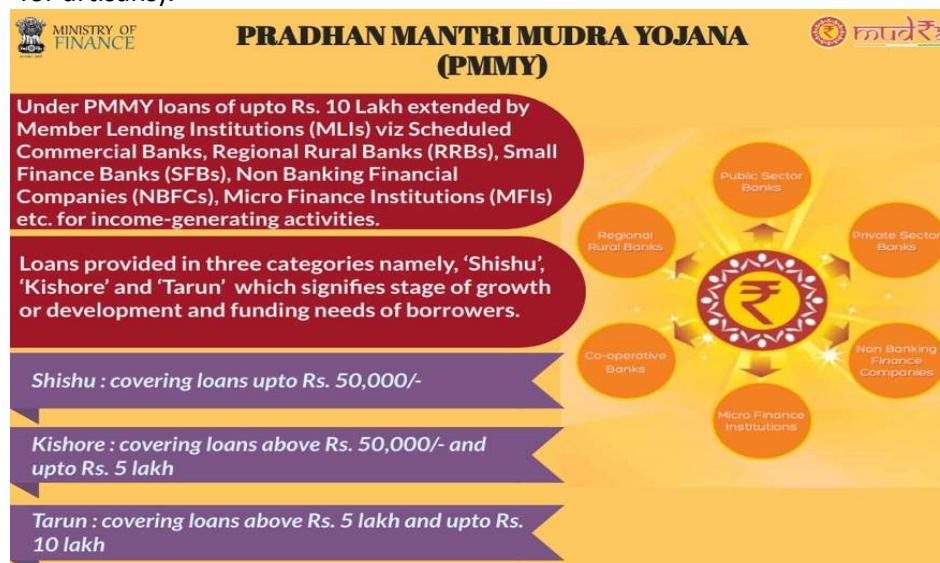 MINISTRY OF
FINANCE
PRADHAN MANTRI MUDRA YOJANA
(PMMY)
Under PMMY loans of upto Rs. 10 Lakh extended by
Member Lending Institutions (MLIs) viz Scheduled
Commercial Banks, Regional Rural Banks (RRBs), Small
Finance Banks (SFBs), Non Banking Financial
Companies (NBFCs), Micro Finance Institutions (MFIs)
etc. for income-generating activities.
Loans provided in three categories namely, ‘Shishu’,
‘Kishore’ and ‘Tarun’ which signifies stage of growth
or development and funding needs of borrowers.
Shishu : covering loans upto Rs. 50,000/-
Kishore : covering loans above Rs. 50,000/- and
upto Rs. 5 lakh
Tarun : covering loans above Rs. 5 lakh and upto Rs.
10 lakh
Public Sector
Banks
Regional
Rural Banks
Private Sector
Banks
₹
Co-operative
Banks
Non Banking
Finance
Companies
Micro Finance
Institutions